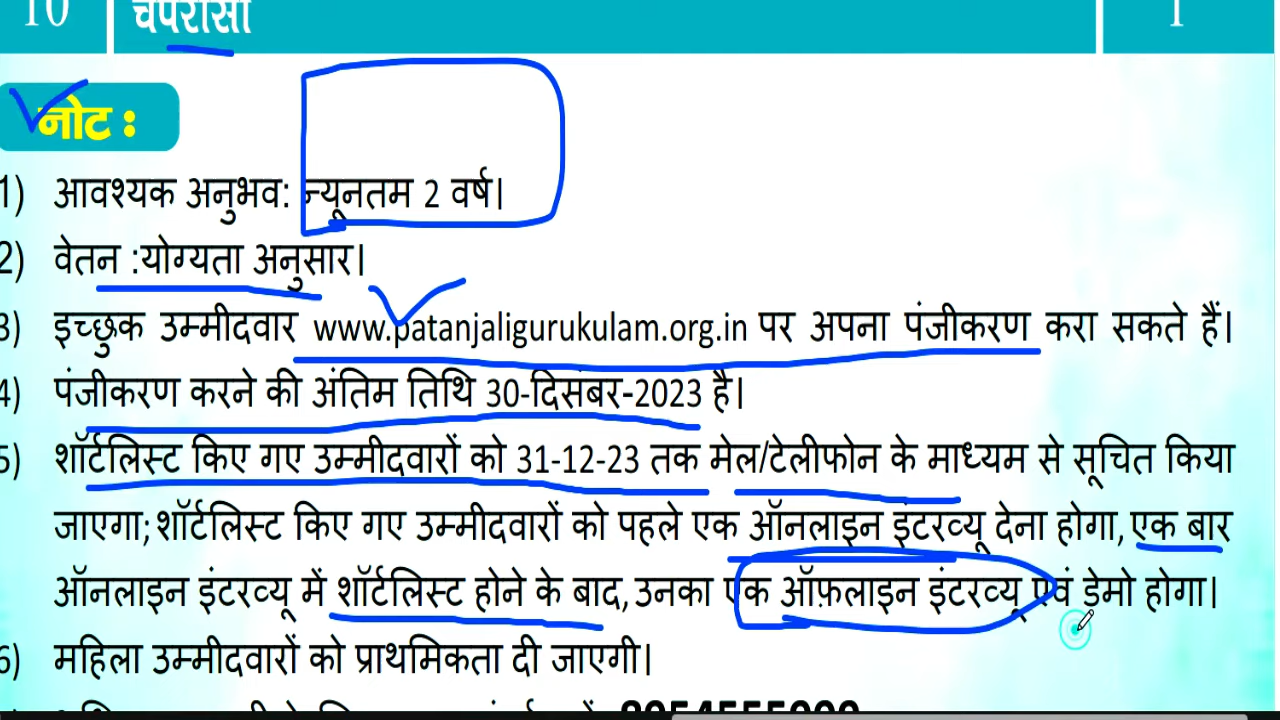 10 चपरासी 1
नोट :
1) आवश्यक अनुभव: न्यूनतम 2 वर्ष।
2) वेतन :योग्यता अनुसार।
3) इच्छुक उम्मीदवार www.patanjaligurukulam.org.in पर अपना पंजीकरण करा सकते हैं।
4) पंजीकरण करने की अंतिम तिथि 30-दिसंबर-2023 है।
5) शॉर्टलिस्ट किए गए उम्मीदवारों को 31-12-23 तक मेल/टेलीफोन के माध्यम से सूचित किया
जाएगा; शॉर्टलिस्ट किए गए उम्मीदवारों को पहले एक ऑनलाइन इंटरव्यू देना होगा, एक बार
ऑनलाइन इंटरव्यू में शॉर्टलिस्ट होने के बाद, उनका एक ऑफ़लाइन इंटरव्यू एवं डेमो होगा।
6) महिला उम्मीदवारों को प्राथमिकता दी जाएगी।